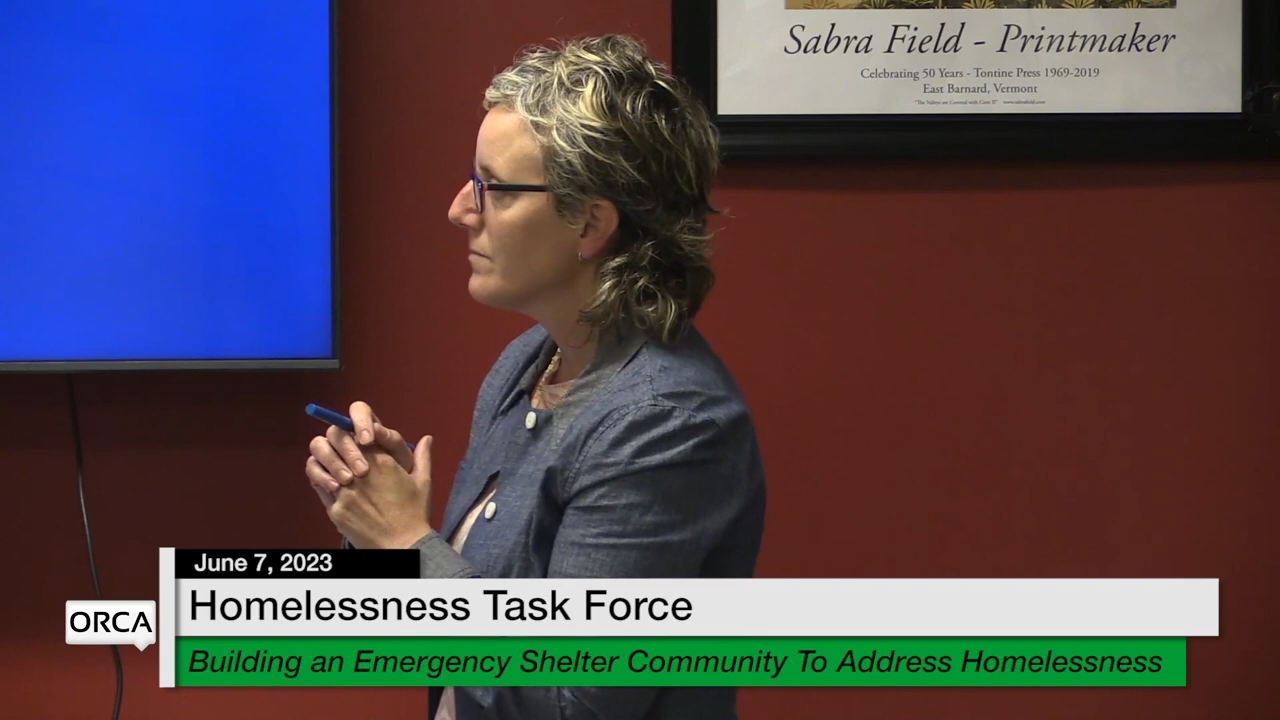 Sabra Field - Printmaker
Celebrating 50 Years - Tontine Press 1969-2019
East Barnard, Vermont
June 7, 2023
Homelessness Task Force
ORCA
Building an Emergency Shelter Community To Address Homelessness